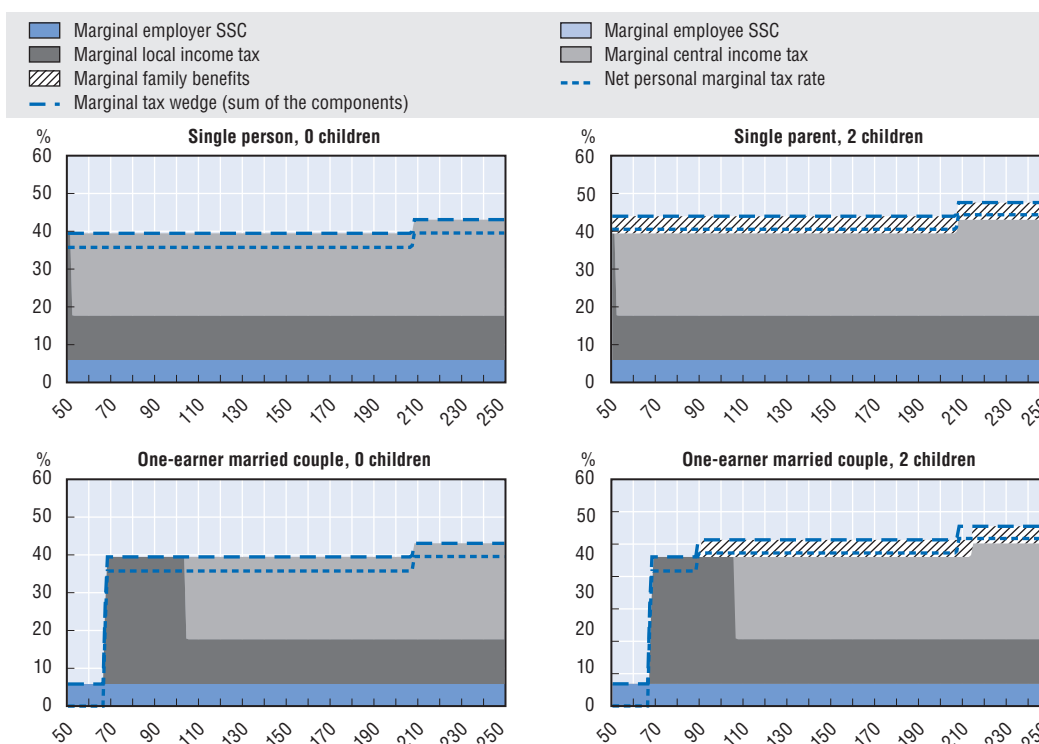 Marginal employer SSC
Marginal employee SSC
Marginal local income tax
Marginal central income tax
Marginal family benefits
Net personal marginal tax rate
Marginal tax wedge (sum of the components)
% Single person, 0 children
60
50
40
30
20
10
0
50 70 90 110 130 150 170 190 210 230 250
% Single parent, 2 children
60
50
40
30
20
10
0
50 70 90 110 130 150 170 190 210 230 250
% One-earner married couple, 0 children
60
50
40
30
20
10
0
50 70 90 110 130 150 170 190 210 230 250
% One-earner married couple, 2 children
60
50
40
30
20
10
0
50 70 90 110 130 150 170 190 210 230 250